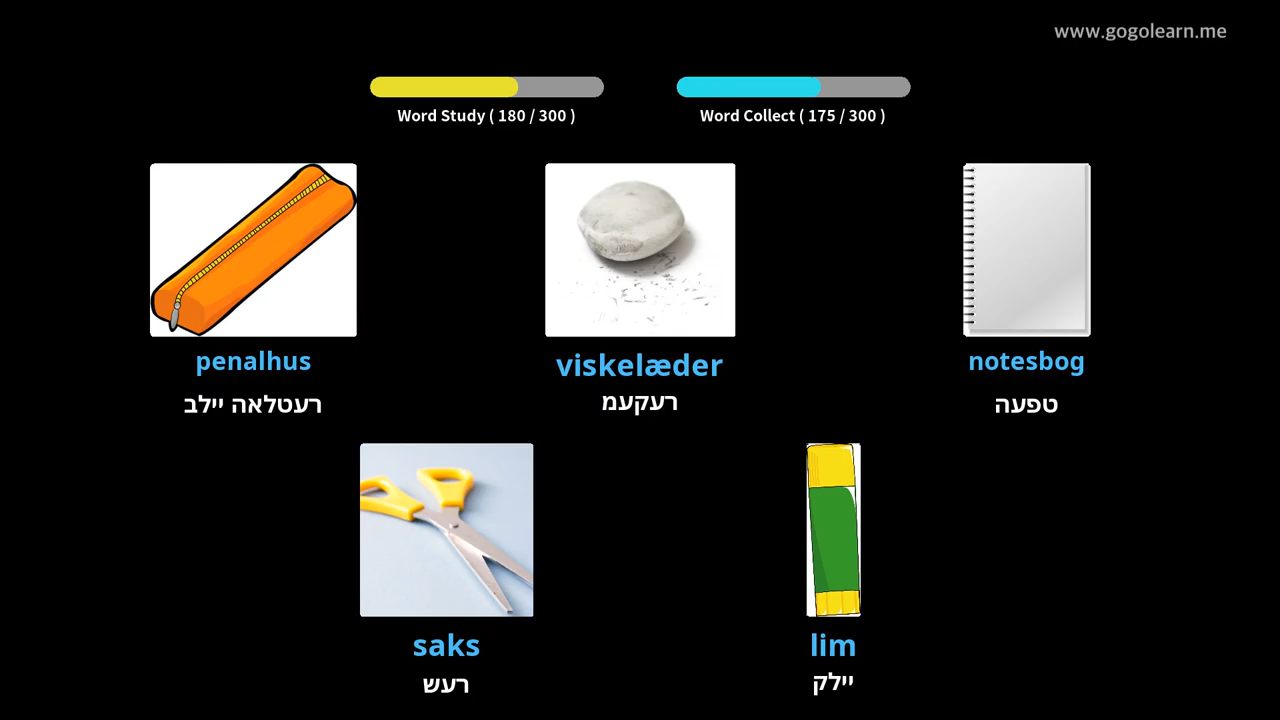 www.gogolearn.me
Word Study ( 180 / 300 )
Word Collect ( 175 / 300 )
penalhus
רעטלאה יילב
viskelæder
רעקעמ
notesbog
טפעה
saks
רעש
lim
יילק